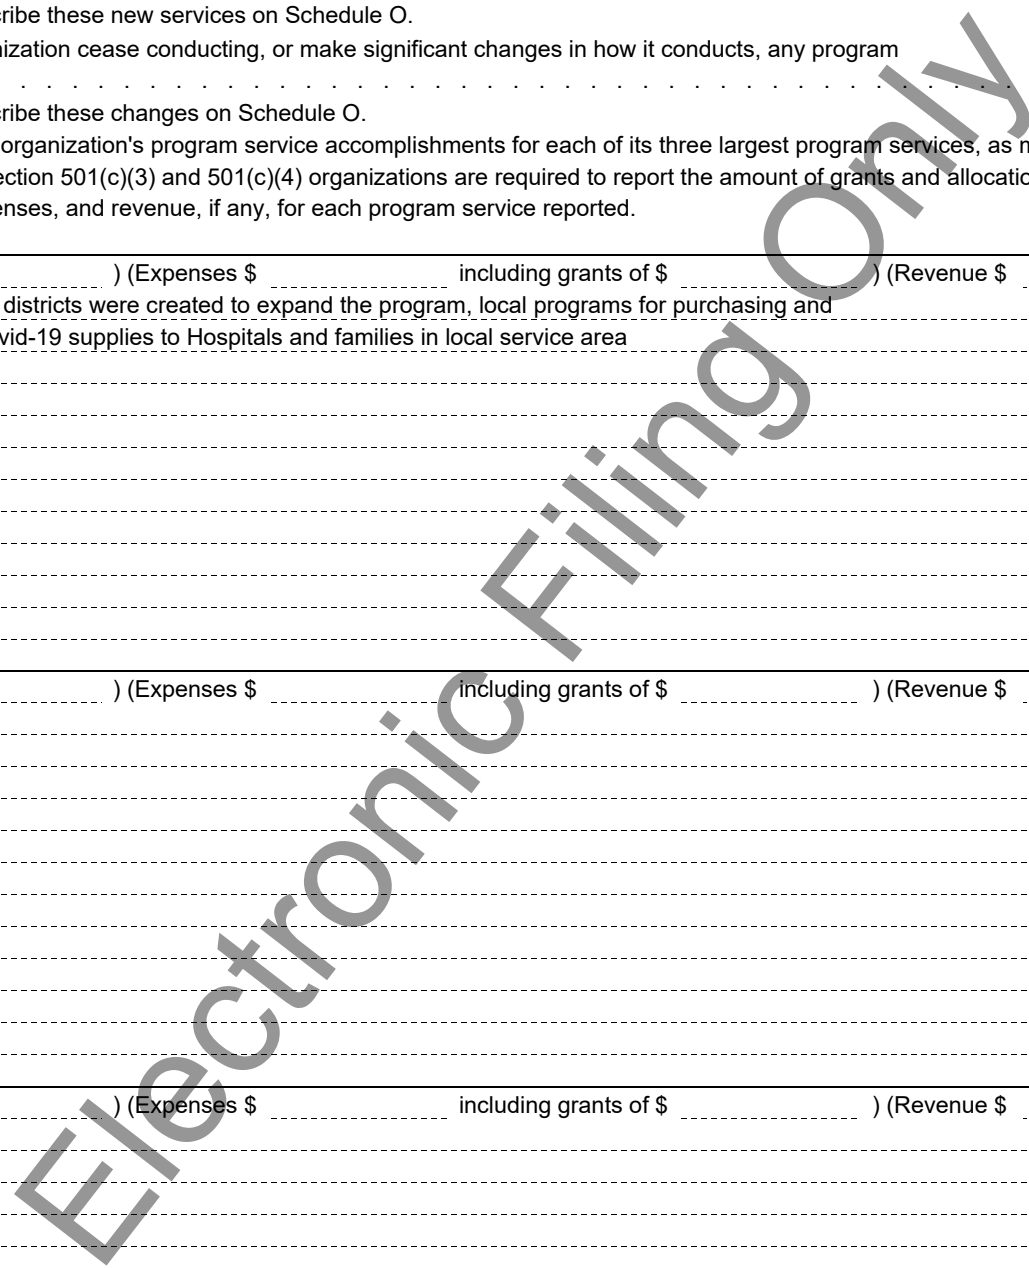 cribe these new services on Schedule O.
nization cease conducting, or make significant changes in how it conducts, any program
. . . . . . . . . . . . . . . . . . . . . . . . . . . . . . . . . . . . . . .
cribe these changes on Schedule O.
organization's program service accomplishments for each of its three largest program services, as m
ection 501(c)(3) and 501(c)(4) organizations are required to report the amount of grants and allocatio
enses, and revenue, if any, for each program service reported.
) (Expenses $ including grants of $ ) (Revenue $
districts were created to expand the program, local programs for purchasing and
vid-19 supplies to Hospitals and families in local service area
) (Expenses $ including grants of $ ) (Revenue $
) (Expenses $ including grants of $ ) (Revenue $
Electronic Filing Only